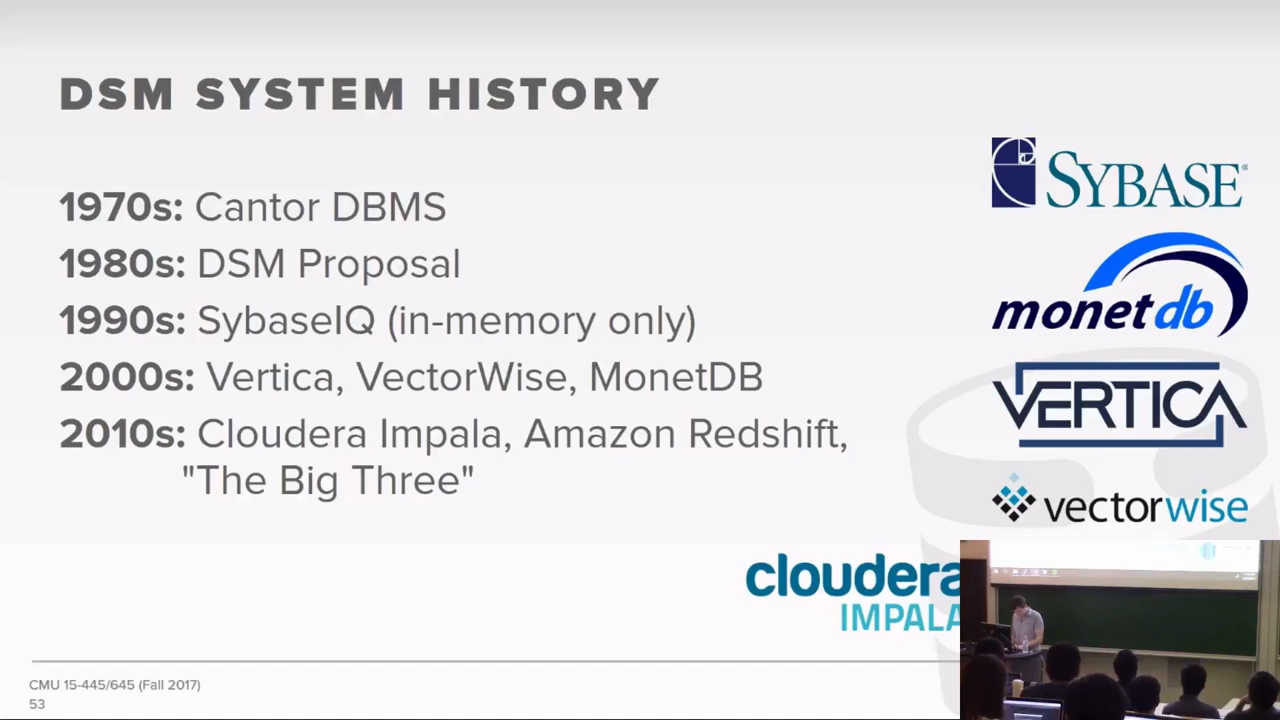 DSM SYSTEM HISTORY
1970s: Cantor DBMS
1980s: DSM Proposal
1990s: SybaseIQ (in-memory only)
2000s: Vertica, VectorWise, MonetDB
2010s: Cloudera Impala, Amazon Redshift,
"The Big Three"
SYBASE®
monetdb
VERTICA
vectorwise
cloudera
IMPALA
CMU 15-445/645 (Fall 2017)
53